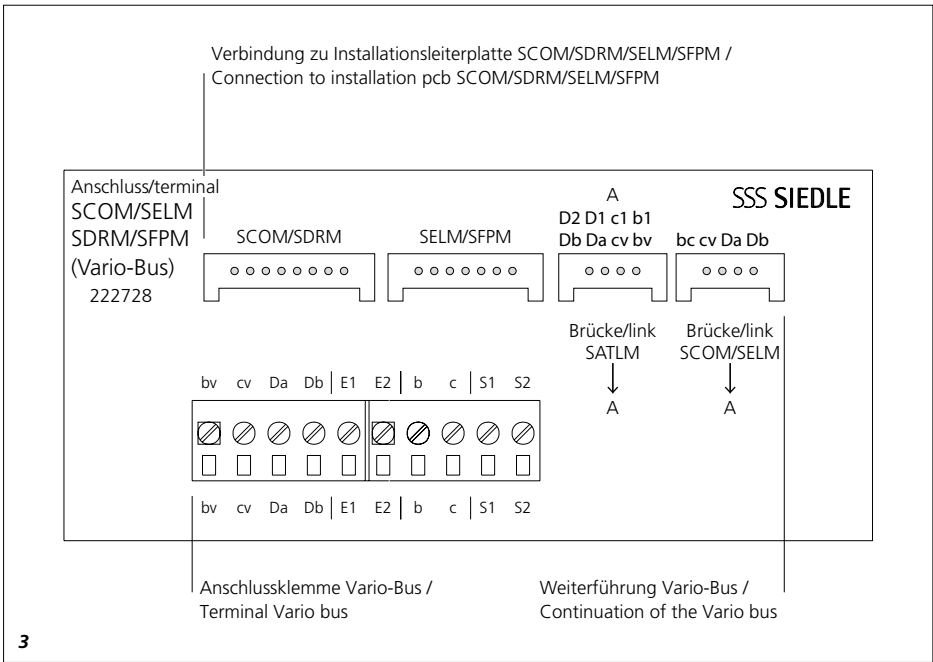 Verbindung zu Installationsleiterplatte SCOM/SDRM/SELM/SFPM /
Connection to installation pcb SCOM/SDRM/SELM/SFPM
Anschluss/terminal
SCOM/SELM
SDRM/SFPM
(Vario-Bus)
222728
SCOM/SDRM
SELM/SFPM
A
D2 D1 c1 b1
Db Da cv bv
bc cv Da Db
SSS SIEDLE
Brücke/link
SATLM
A
Brücke/link
SCOM/SELM
A
bv cv Da Db E1 E2 b c S1 S2
bv cv Da Db E1 E2 b c S1 S2
Anschlussklemme Vario-Bus /
Terminal Vario bus
Weiterführung Vario-Bus /
Continuation of the Vario bus
3